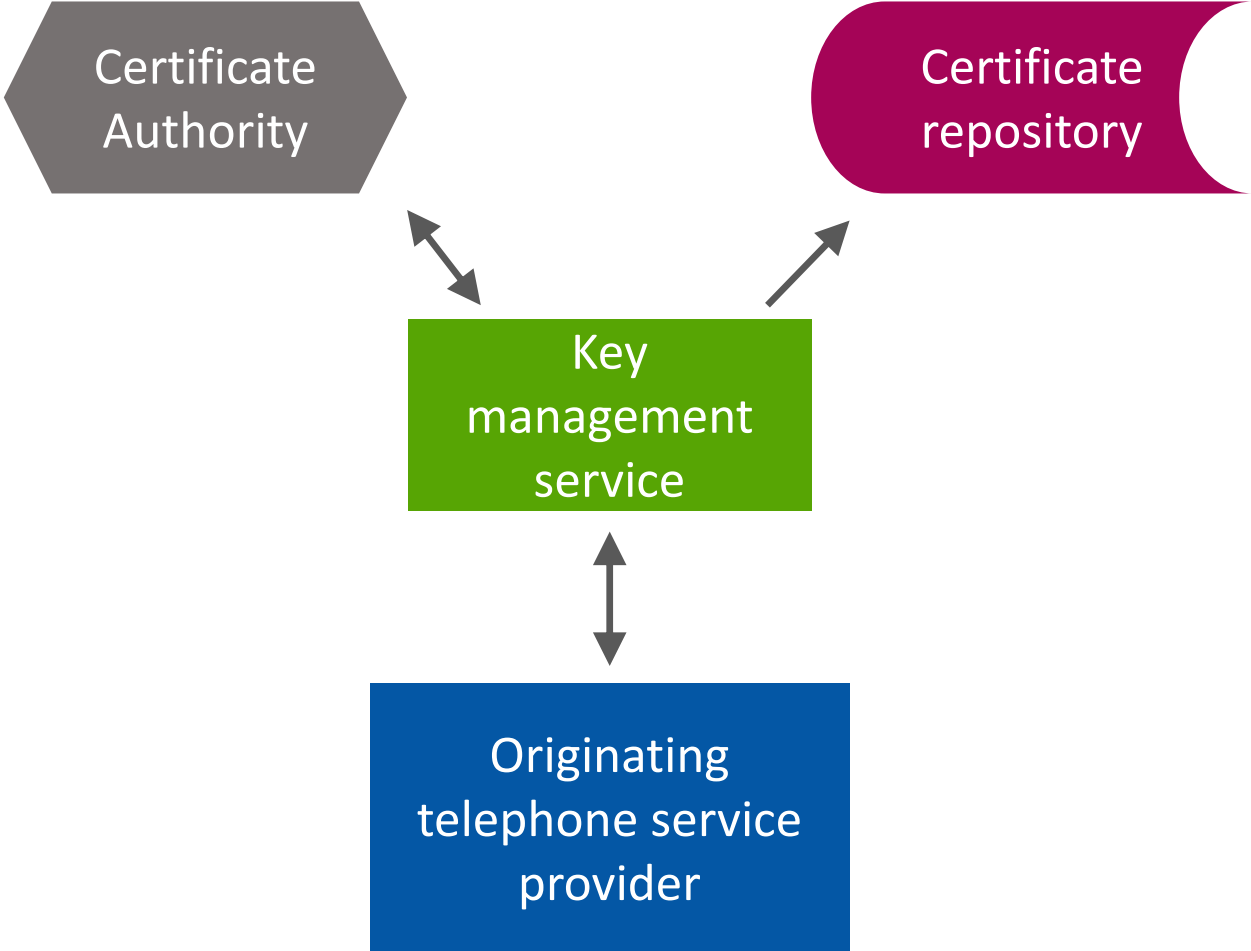 Certificate
Authority
Certificate
repository
Key
management
service
Originating
telephone service
provider